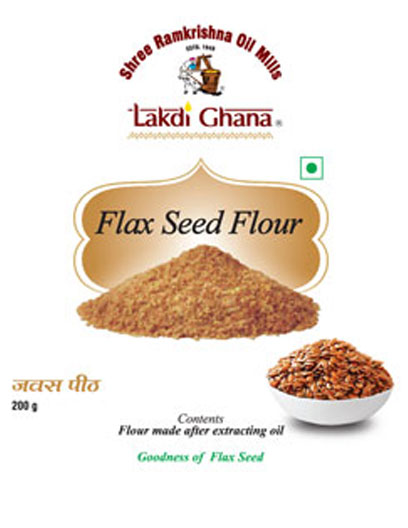 Shree Ramkrishna Oil Mills
ESTD. 1949
Lakdi Ghana ®
Flax Seed Flour
जवस पीठ
200 g
Contents
Flour made after extracting oil
Goodness of Flax Seed